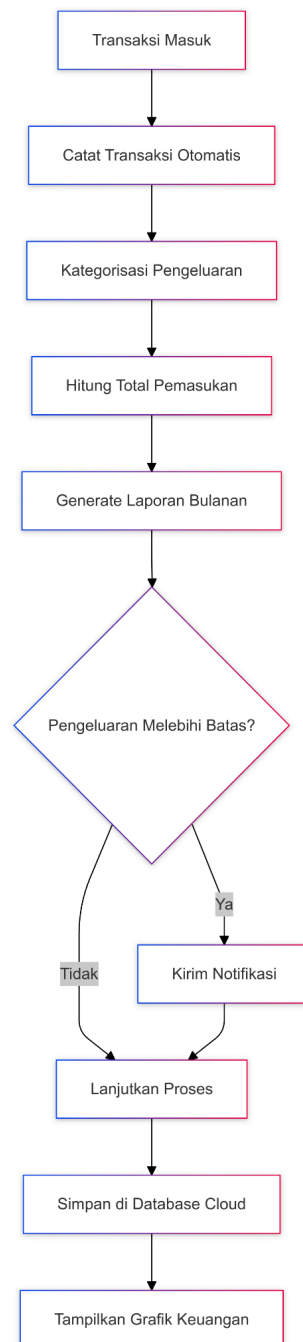 Transaksi Masuk
Catat Transaksi Otomatis
Kategorisasi Pengeluaran
Hitung Total Pemasukan
Generate Laporan Bulanan
Pengeluaran Melebihi Batas?
Ya
Tidak
Kirim Notifikasi
Lanjutkan Proses
Simpan di Database Cloud
Tampilkan Grafik Keuangan